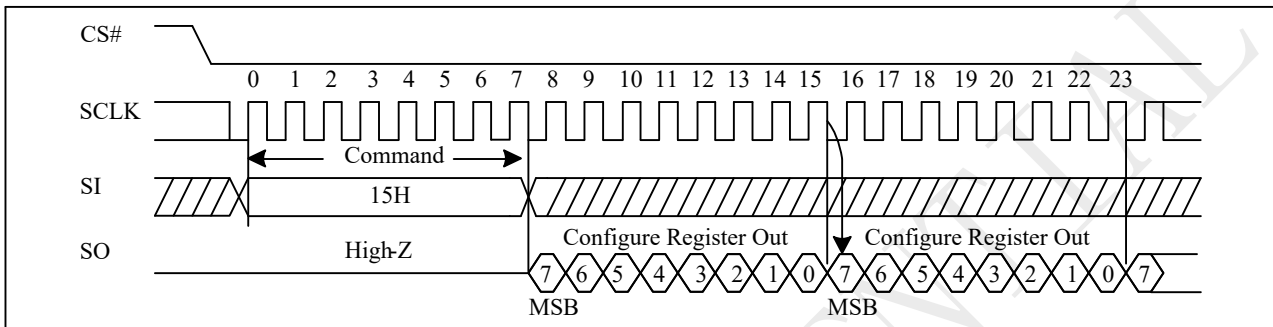 CS#
0 1 2 3 4 5 6 7 8 9 10 11 12 13 14 15 16 17 18 19 20 21 22 23
SCLK
Command
SI
15H
SO
High-Z
Configure Register Out
Configure Register Out
7 6 5 4 3 2 1 0 7 6 5 4 3 2 1 0 7
MSB
MSB